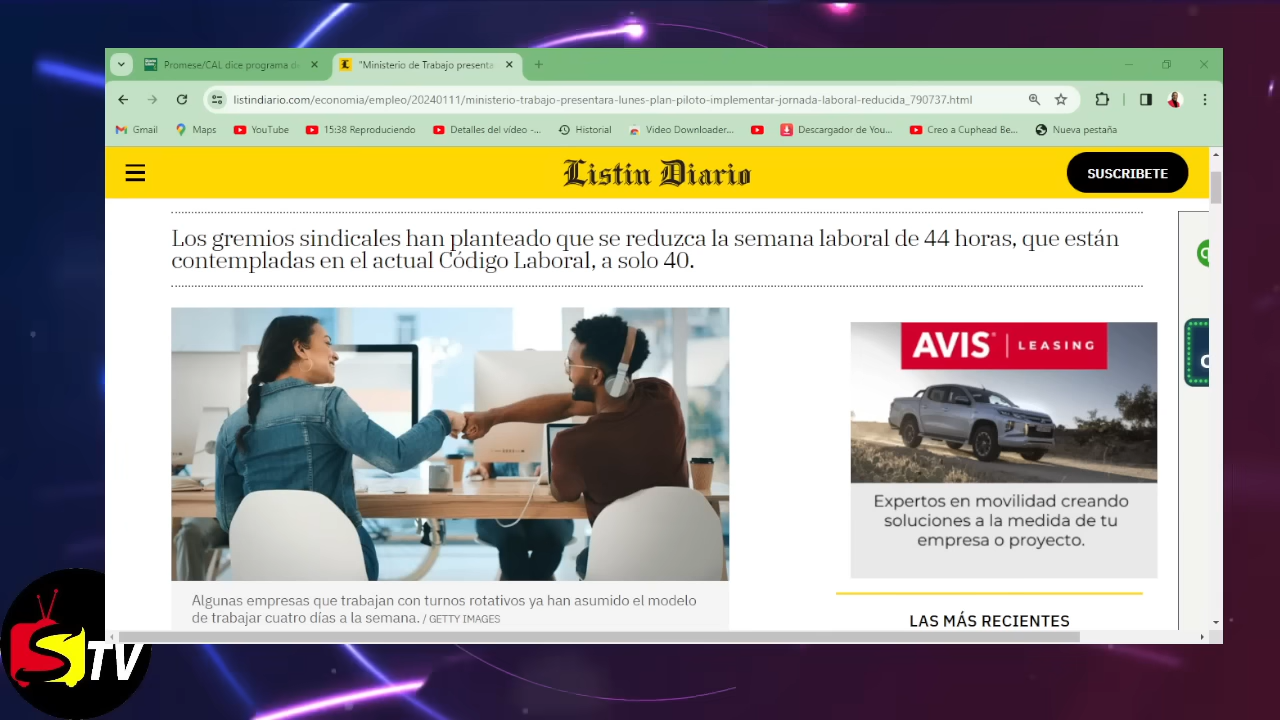 Promese/CAL dice programa de
"Ministerio de Trabajo presenta
listindiario.com/economia/empleo/20240111/ministerio-trabajo-presentara-lunes-plan-piloto-implementar-jornada-laboral-reducida_790737.html
Gmail
Maps
YouTube
15:38 Reproduciendo
Detalles del vídeo -...
Historial
Video Downloader...
Descargador de You...
Creo a Cuphead Be...
Nueva pestaña
Listin Diario
SUSCRIBETE
Los gremios sindicales han planteado que se reduzca la semana laboral de 44 horas, que están
contempladas en el actual Código Laboral, a solo 40.
AVIS | LEASING
Expertos en movilidad creando
soluciones a la medida de tu
empresa o proyecto.
Algunas empresas que trabajan con turnos rotativos ya han asumido el modelo
de trabajar cuatro días a la semana. / GETTY IMAGES
LAS MÁS RECIENTES
STV